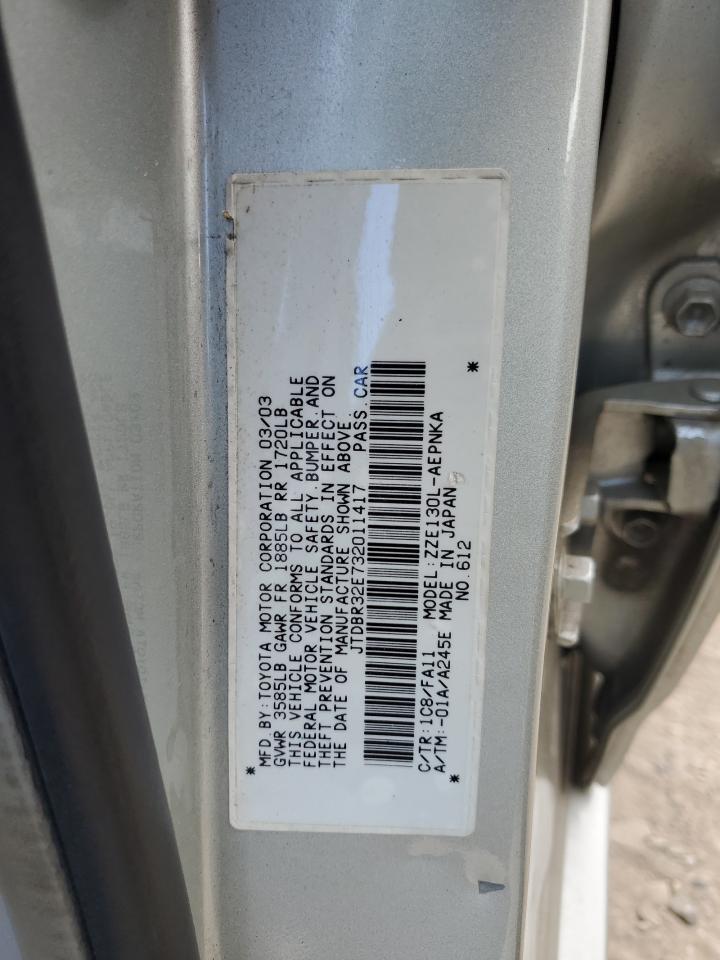 MFD BY:TOYOTA MOTOR CORPORATION 03/03
GVWR 3585LB GAWR FR 1885LB RR 1720LB
THIS VEHICLE CONFORMS TO ALL APPLICABLE
FEDERAL MOTOR VEHICLE SAFETY, BUMPER, AND
THEFT PREVENTION STANDARDS IN EFFECT ON
THE DATE OF MANUFACTURE SHOWN ABOVE.
JTDBR32E732011417 PASS. CAR
C/TR:1C8/FA11 MODEL:ZZE130L-AEPNKA
A/TM:-01A/A245E MADE IN JAPAN
NO.612